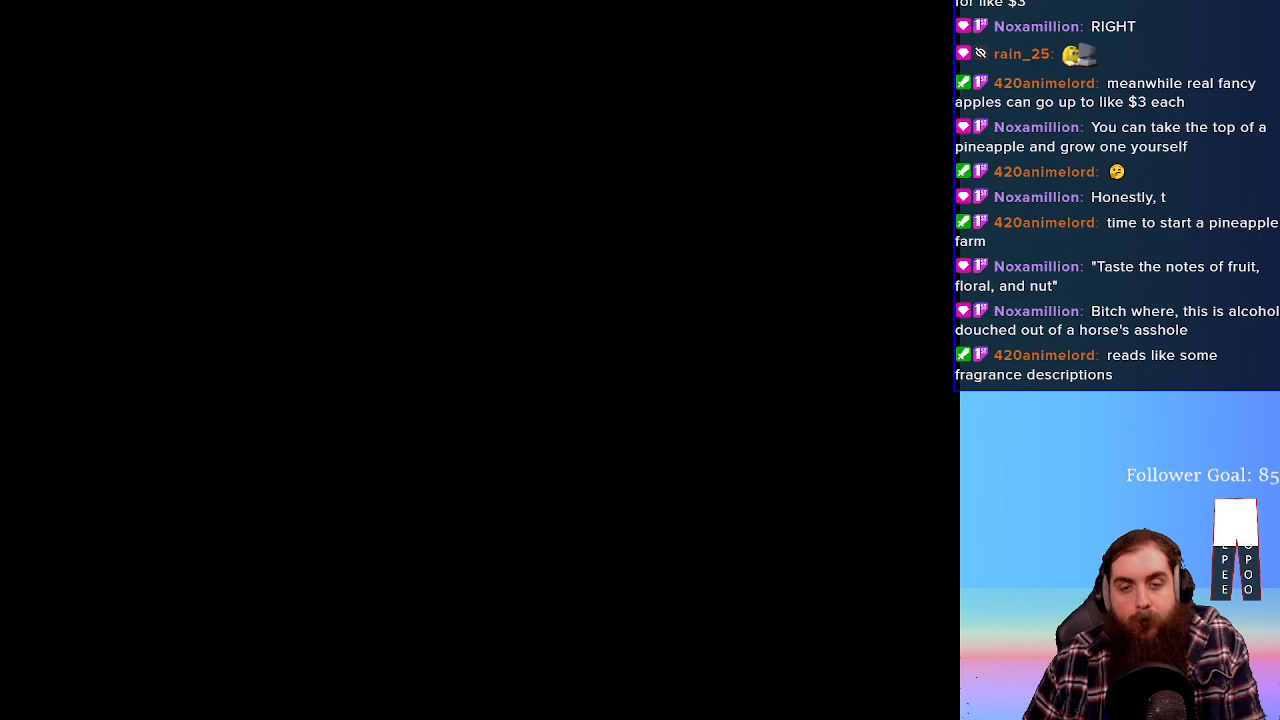 for like $3
Noxamillion: RIGHT
rain_25:
420animelord: meanwhile real fancy
apples can go up to like $3 each
Noxamillion: You can take the top of a
pineapple and grow one yourself
420animelord:
Noxamillion: Honestly, t
420animelord: time to start a pineapple
farm
Noxamillion: "Taste the notes of fruit,
floral, and nut"
Noxamillion: Bitch where, this is alcohol
douched out of a horse's asshole
420animelord: reads like some
fragrance descriptions
Follower Goal: 85
P P
E O
E O